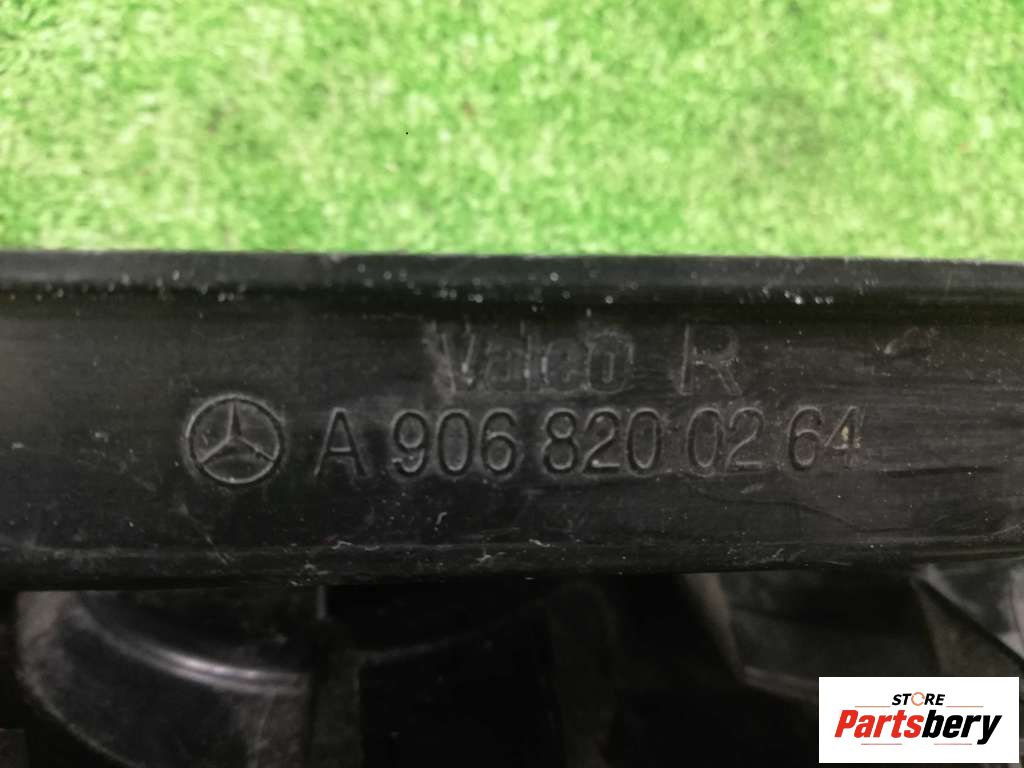 Valeo R
A 906 820 02 64
STORE
Partsbery